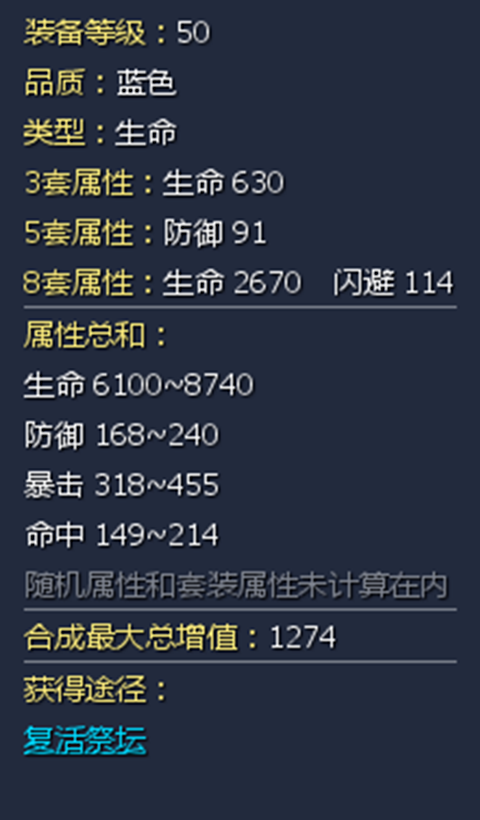 装备等级：50
品质：蓝色
类型：生命
3套属性：生命 630
5套属性：防御 91
8套属性：生命 2670 闪避 114
属性总和：
生命 6100~8740
防御 168~240
暴击 318~455
命中 149~214
随机属性和套装属性未计算在内
合成最大总增值：1274
获得途径：
复活祭坛